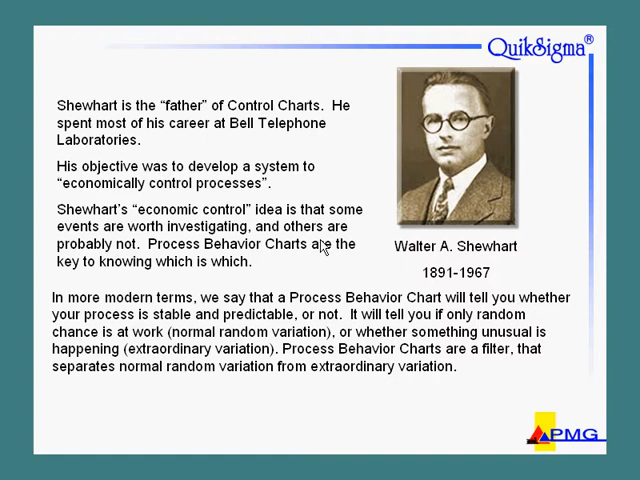 QuikSigma®
Shewhart is the “father” of Control Charts. He
spent most of his career at Bell Telephone
Laboratories.
His objective was to develop a system to
“economically control processes”.
Shewhart’s “economic control” idea is that some
events are worth investigating, and others are
probably not. Process Behavior Charts are the
key to knowing which is which.
Walter A. Shewhart
1891-1967
In more modern terms, we say that a Process Behavior Chart will tell you whether
your process is stable and predictable, or not. It will tell you if only random
chance is at work (normal random variation), or whether something unusual is
happening (extraordinary variation). Process Behavior Charts are a filter, that
separates normal random variation from extraordinary variation.
PMG